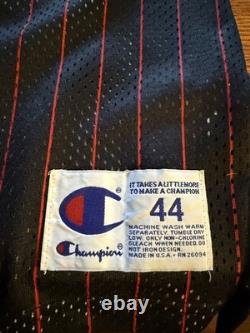 IT TAKES A LITTLE MORE
TO MAKE A CHAMPION
44
Champion
MACHINE WASH WARM
SEPARATELY, TUMBLE DRY
LOW. ONLY NON-CHLORINE
BLEACH WHEN NEEDED. DO
NOT IRON DESIGN.
MADE IN U.S.A. • RN 26094